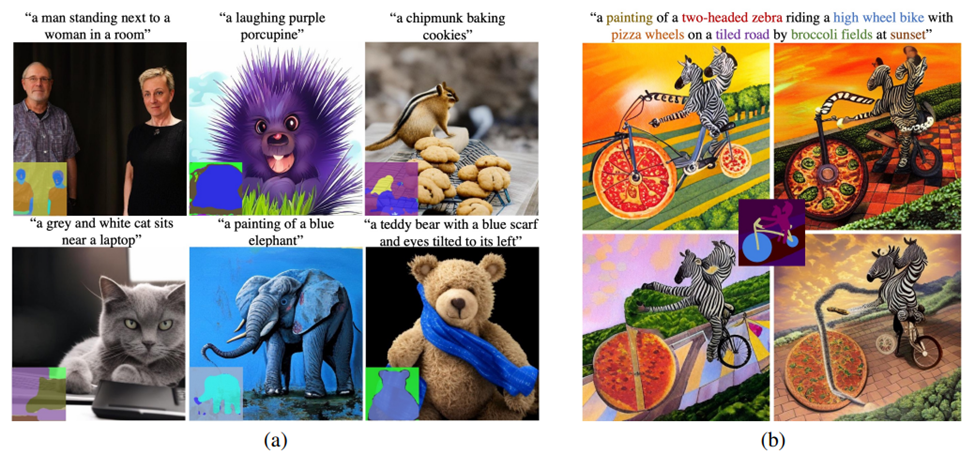 “a man standing next to a
woman in a room”
“a laughing purple
porcupine”
“a chipmunk baking
cookies”
“a grey and white cat sits
near a laptop”
“a painting of a blue
elephant”
“a teddy bear with a blue scarf
and eyes tilted to its left”
(a)
“a painting of a two-headed zebra riding a high wheel bike with
pizza wheels on a tiled road by broccoli fields at sunset”
(b)